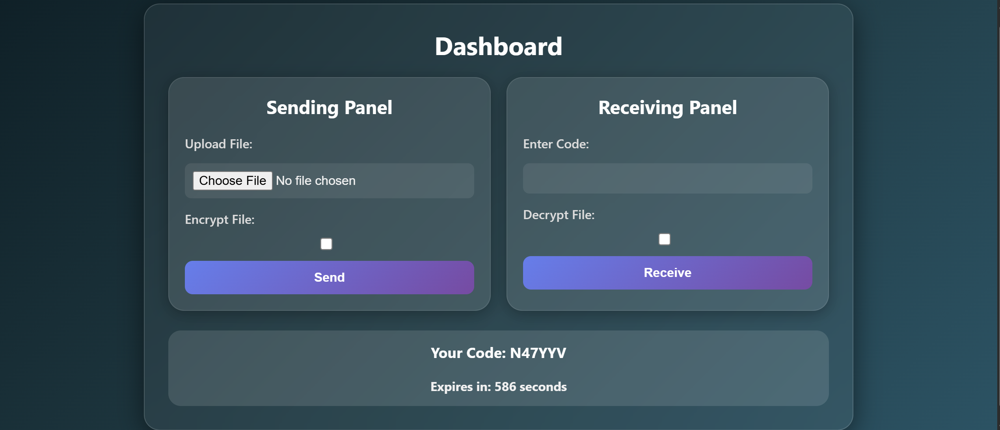 Dashboard
Sending Panel
Upload File:
Choose File No file chosen
Encrypt File:
Send
Receiving Panel
Enter Code:
Decrypt File:
Receive
Your Code: N47YYV
Expires in: 586 seconds